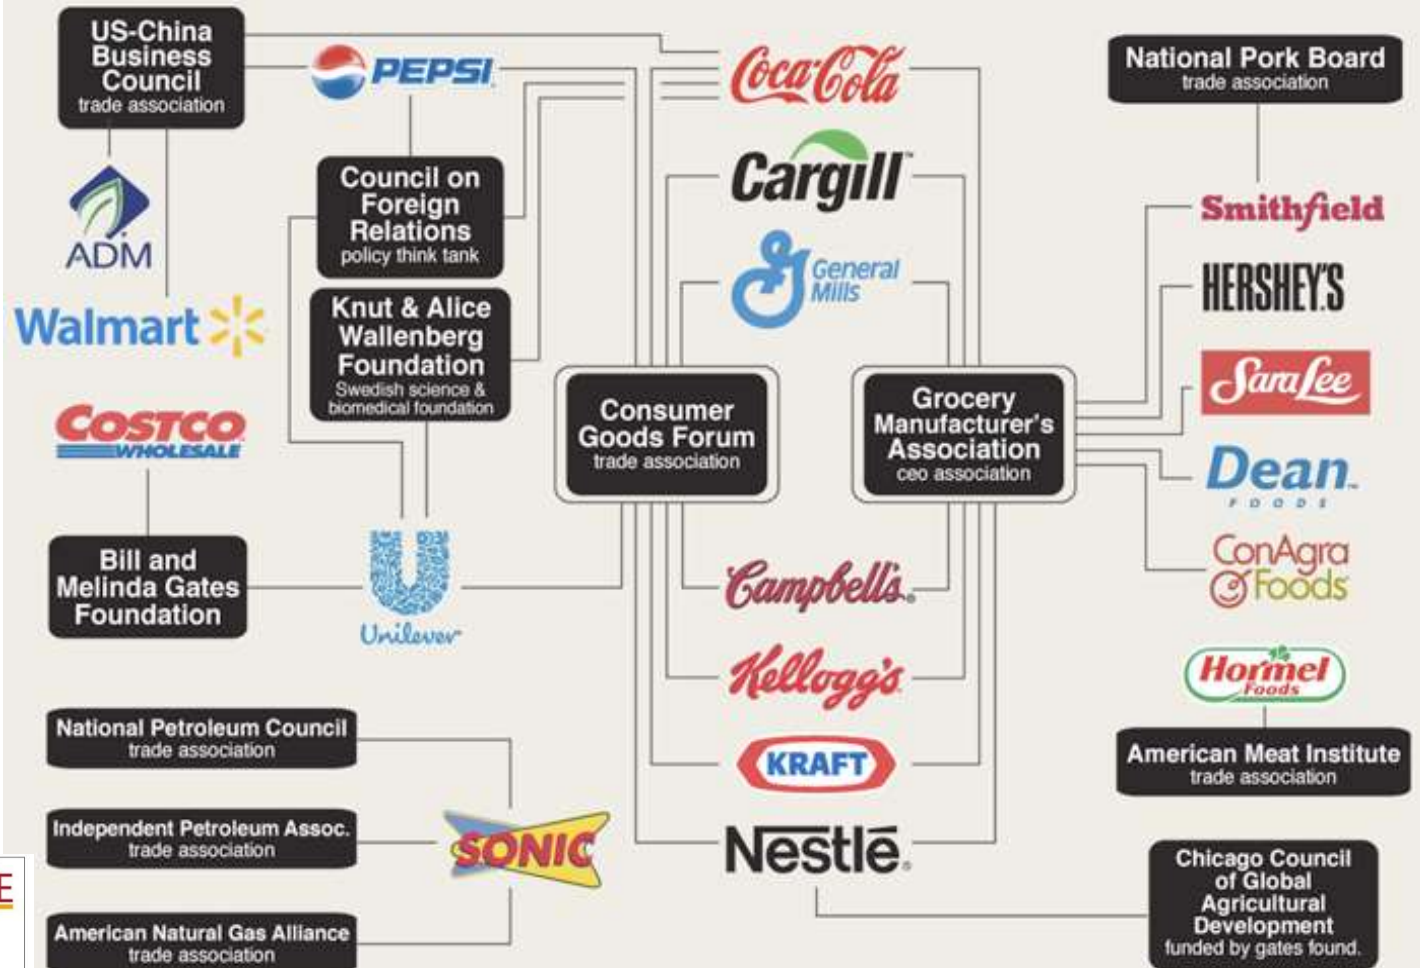 US-China
Business
Council
trade association
PEPSI
Coca-Cola
National Pork Board
trade association
Cargill™
Council on
Foreign
Relations
policy think tank
ADM
Smithfield
General
Mills
HERSHEY'S
Walmart
Knut & Alice
Wallenberg
Foundation
Swedish science &
biomedical foundation
Sara Lee
Consumer
Goods Forum
trade association
Grocery
Manufacturer's
Association
ceo association
COSTCO
WHOLESALE
Dean™
FOODS
Bill and
Melinda Gates
Foundation
Unilever
Campbell's®
ConAgra
Foods
Kellogg's
Hormel
Foods
National Petroleum Council
trade association
KRAFT
American Meat Institute
trade association
Independent Petroleum Assoc.
trade association
SONIC
Nestlé®
Chicago Council
of Global
Agricultural
Development
funded by gates found.
E
American Natural Gas Alliance
trade association